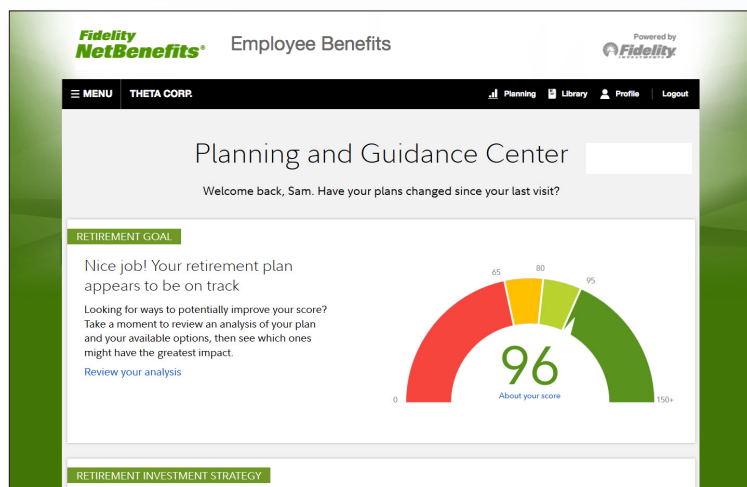 Fidelity
NetBenefits®
Employee Benefits
Powered by
Fidelity
INVESTMENTS
MENU
THETA CORP.
Planning
Library
Profile
Logout
Planning and Guidance Center
Welcome back, Sam. Have your plans changed since your last visit?
RETIREMENT GOAL
Nice job! Your retirement plan
appears to be on track
Looking for ways to potentially improve your score?
Take a moment to review an analysis of your plan
and your available options, then see which ones
might have the greatest impact.
Review your analysis
0
65
80
95
150+
96
About your score
RETIREMENT INVESTMENT STRATEGY